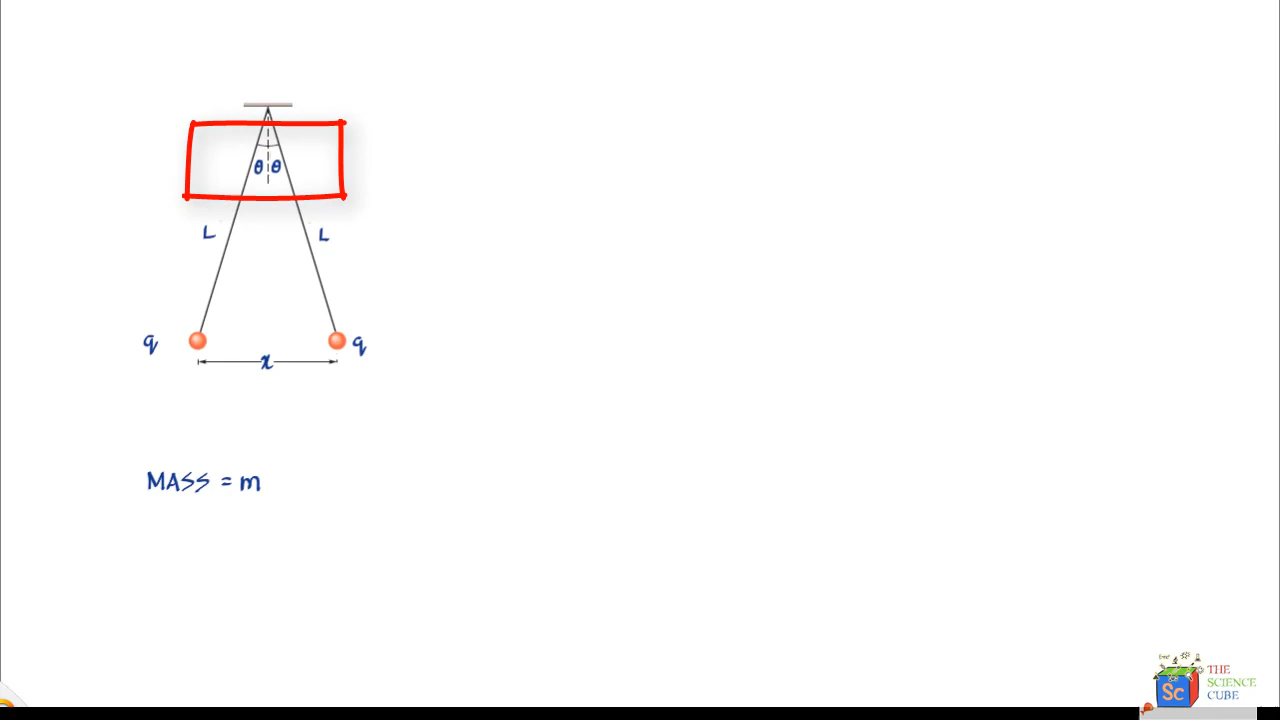 θ θ
L L
q q
x
MASS = m
Sc
THE
SCIENCE
CUBE